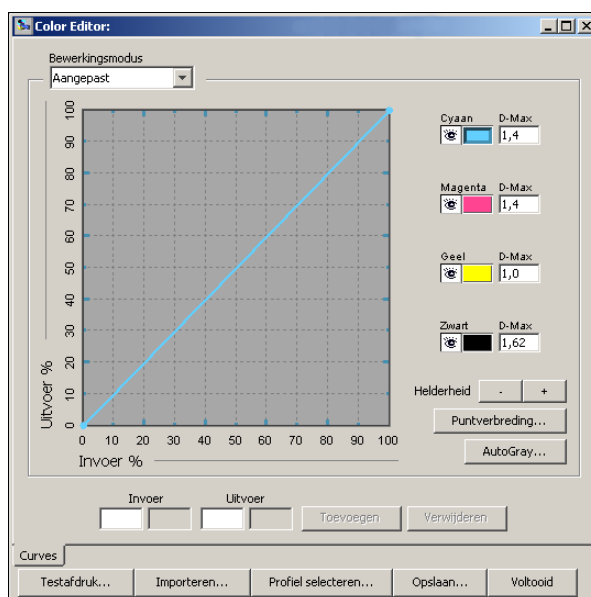 Color Editor:
Bewerkingsmodus
Aangepast
100
90
80
70
60
50
40
30
20
10
0
Uitvoer %
0 10 20 30 40 50 60 70 80 90 100
Invoer %
Cyaan D-Max
1,4
Magenta D-Max
1,4
Geel D-Max
1,0
Zwart D-Max
1,62
Helderheid - +
Puntverbreding...
AutoGray...
Invoer Uitvoer
Toevoegen Verwijderen
Curves
Testafdruk... Importeren... Profiel selecteren... Opslaan... Voltooid